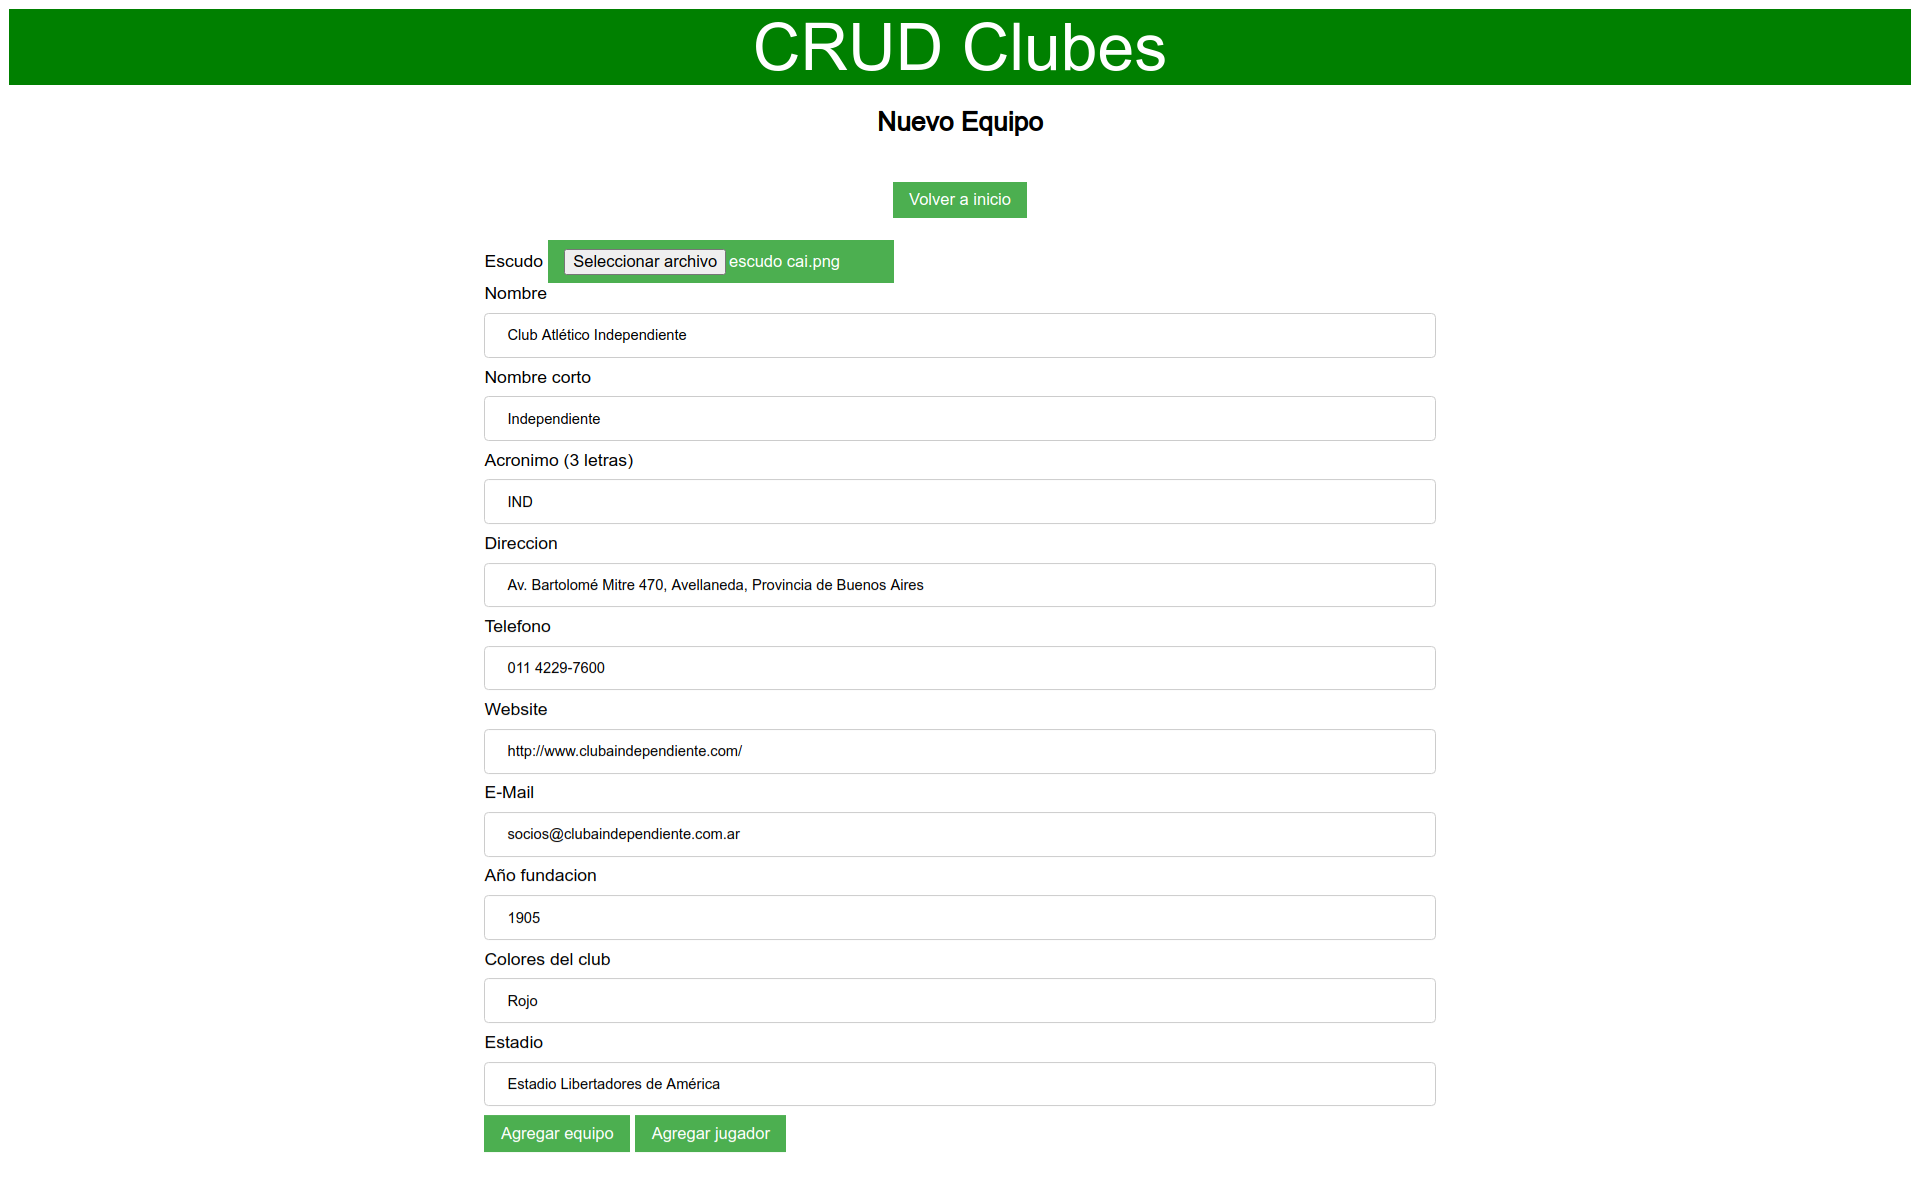 CRUD Clubes
Nuevo Equipo
Volver a inicio
Escudo Seleccionar archivo escudo cai.png
Nombre
Club Atlético Independiente
Nombre corto
Independiente
Acronimo (3 letras)
IND
Direccion
Av. Bartolomé Mitre 470, Avellaneda, Provincia de Buenos Aires
Telefono
011 4229-7600
Website
http://www.clubaindependiente.com/
E-Mail
socios@clubaindependiente.com.ar
Año fundacion
1905
Colores del club
Rojo
Estadio
Estadio Libertadores de América
Agregar equipo Agregar jugador